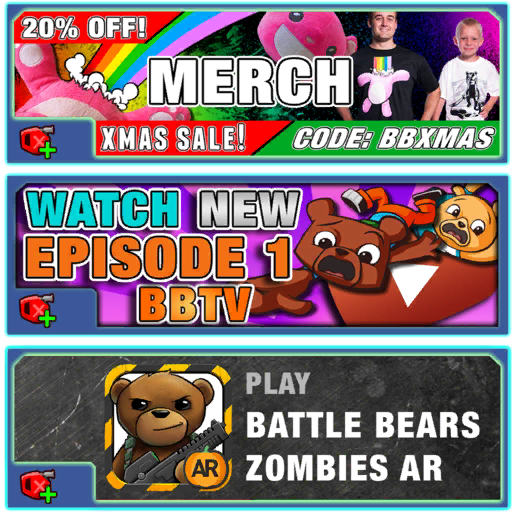 20% OFF!
MERCH
XMAS SALE!
CODE: BBXMAS
WATCH NEW
EPISODE 1
BBTV
PLAY
BATTLE BEARS
ZOMBIES AR
AR